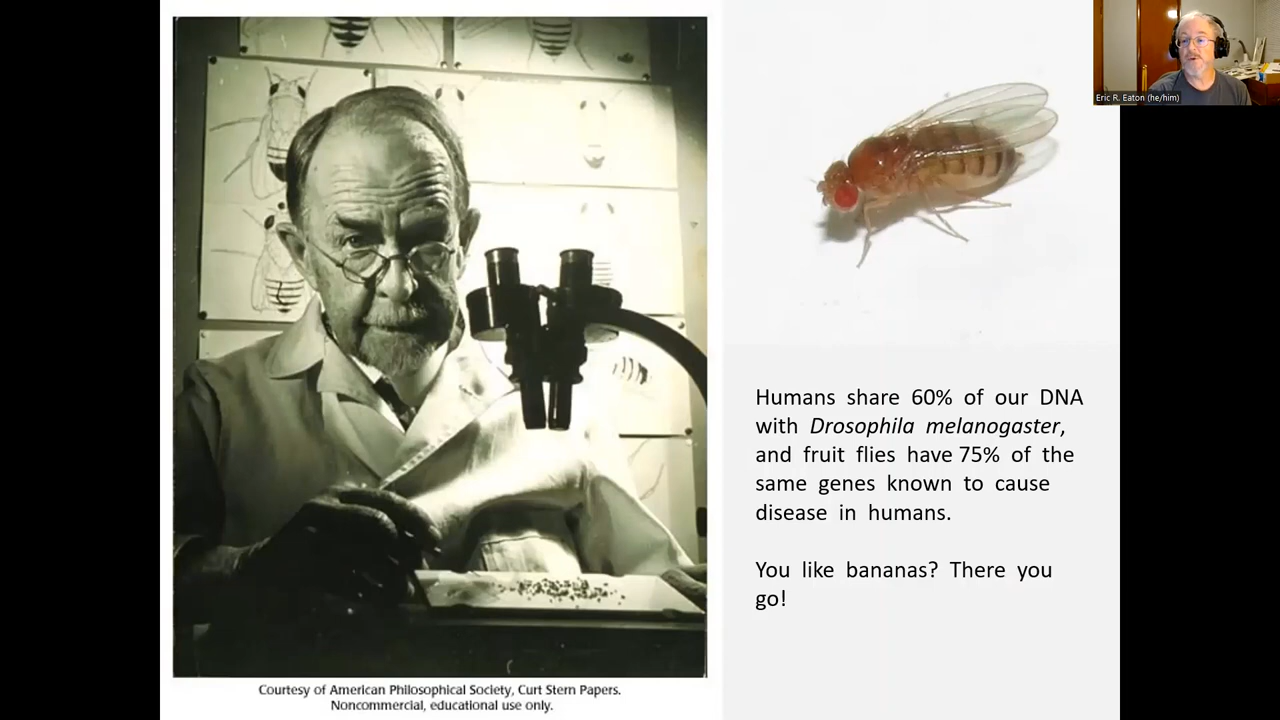 Eric R. Eaton (he/him)
Humans share 60% of our DNA
with Drosophila melanogaster,
and fruit flies have 75% of the
same genes known to cause
disease in humans.
You like bananas? There you
go!
Courtesy of American Philosophical Society, Curt Stern Papers.
Noncommercial, educational use only.